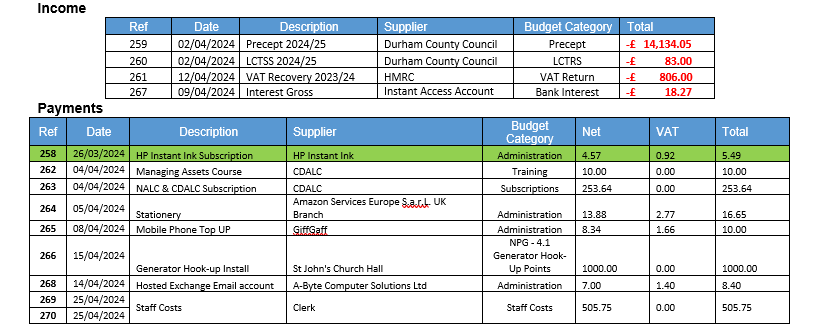 Income
Ref Date Description Supplier Budget Category Total
259 02/04/2024 Precept 2024/25 Durham County Council Precept -£ 14,134.05
260 02/04/2024 LCTSS 2024/25 Durham County Council LCTRS -£ 83.00
261 12/04/2024 VAT Recovery 2023/24 HMRC VAT Return -£ 806.00
267 09/04/2024 Interest Gross Instant Access Account Bank Interest -£ 18.27
Payments
Ref Date Description Supplier Budget Category Net VAT Total
258 26/03/2024 HP Instant Ink Subscription HP Instant Ink Administration 4.57 0.92 5.49
262 04/04/2024 Managing Assets Course CDALC Training 10.00 0.00 10.00
263 04/04/2024 NALC & CDALC Subscription CDALC Subscriptions 253.64 0.00 253.64
264 05/04/2024 Stationery Amazon Services Europe S.a.r.L. UK Branch Administration 13.88 2.77 16.65
265 08/04/2024 Mobile Phone Top UP GiffGaff Administration 8.34 1.66 10.00
266 15/04/2024 Generator Hook-up Install St John's Church Hall NPG - 4.1 Generator Hook-Up Points 1000.00 0.00 1000.00
268 14/04/2024 Hosted Exchange Email account A-Byte Computer Solutions Ltd Administration 7.00 1.40 8.40
269 25/04/2024 Staff Costs Clerk Staff Costs 505.75 0.00 505.75
270 25/04/2024